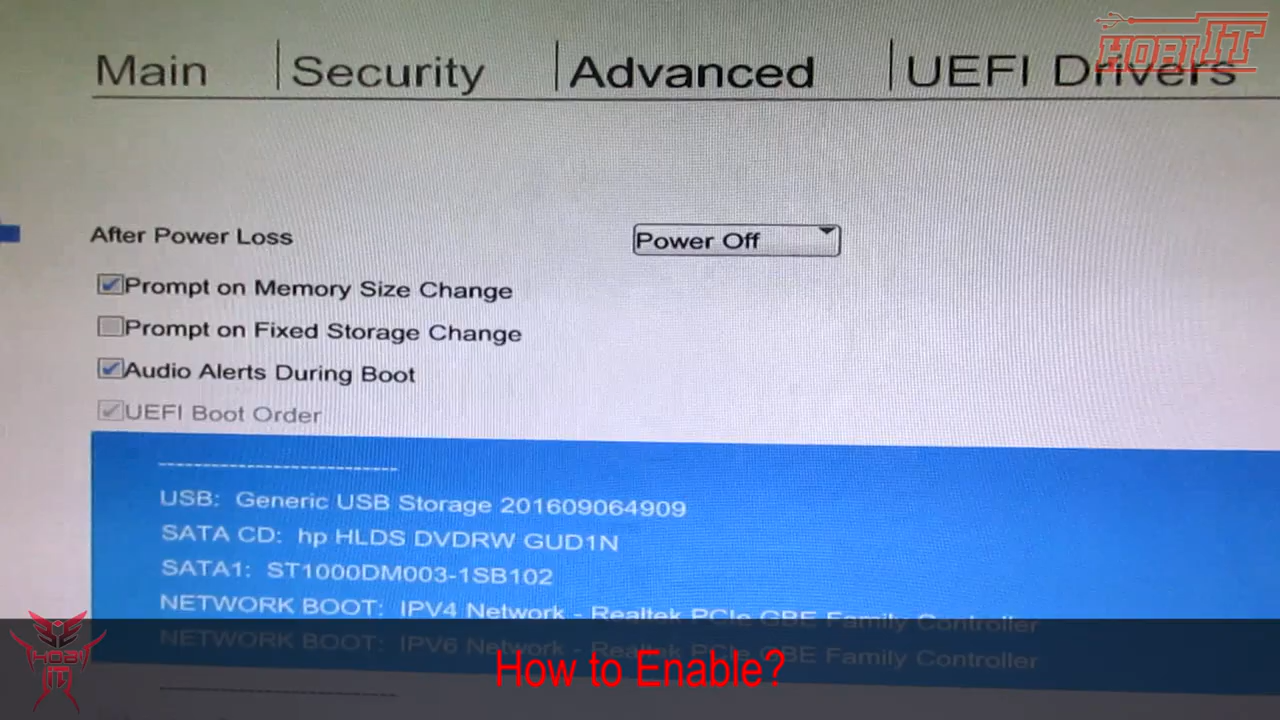 HOBI IT
Main Security Advanced UEFI Drivers
After Power Loss Power Off
Prompt on Memory Size Change
Prompt on Fixed Storage Change
Audio Alerts During Boot
UEFI Boot Order
--------------------------
USB: Generic USB Storage 201609064909
SATA CD: hp HLDS DVDRW GUD1N
SATA1: ST1000DM003-1SB102
NETWORK BOOT: IPV4 Network - Realtek PCIe GBE Family Controller
NETWORK BOOT: IPV6 Network - Realtek PCIe GBE Family Controller
--------------------------
How to Enable?
HOBI
IT